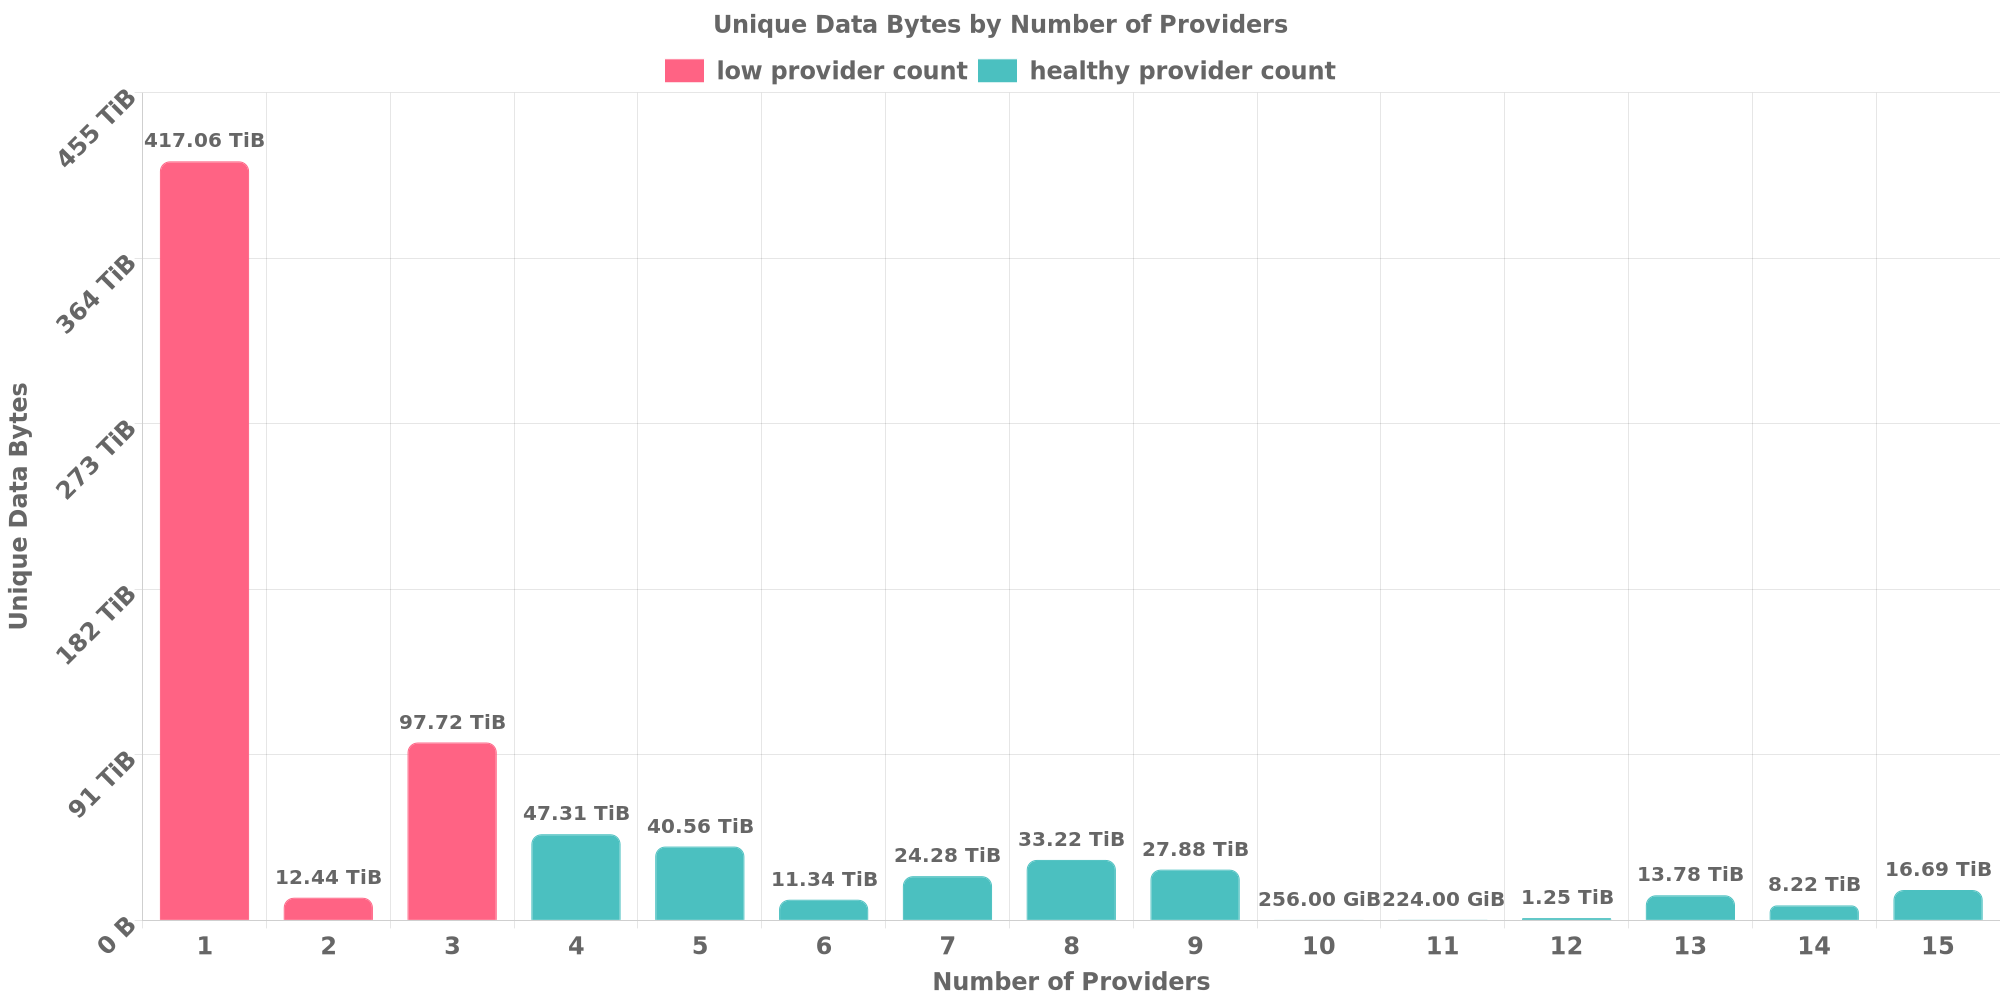 Unique Data Bytes by Number of Providers
low provider count healthy provider count
Unique Data Bytes
455 TiB
364 TiB
273 TiB
182 TiB
91 TiB
0 B
417.06 TiB
12.44 TiB
97.72 TiB
47.31 TiB
40.56 TiB
11.34 TiB
24.28 TiB
33.22 TiB
27.88 TiB
256.00 GiB
224.00 GiB
1.25 TiB
13.78 TiB
8.22 TiB
16.69 TiB
1 2 3 4 5 6 7 8 9 10 11 12 13 14 15
Number of Providers